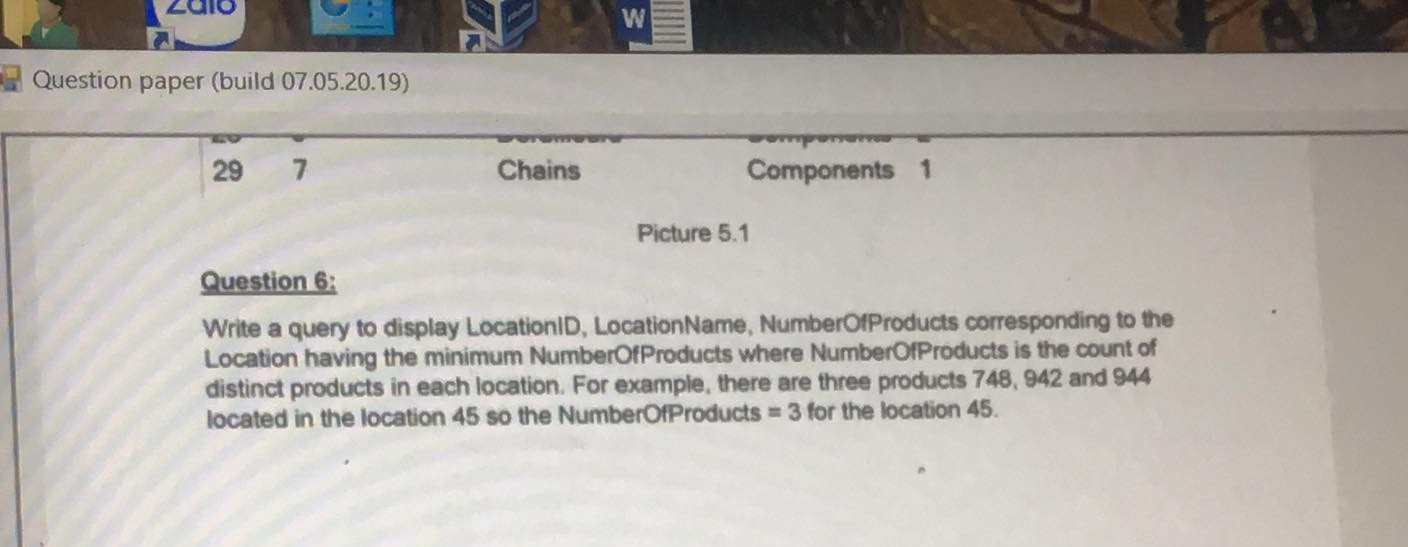 Zalo
W
Question paper (build 07.05.20.19)
29 7 Chains Components 1
Picture 5.1
Question 6:
Write a query to display LocationID, LocationName, NumberOfProducts corresponding to the
Location having the minimum NumberOfProducts where NumberOfProducts is the count of
distinct products in each location. For example, there are three products 748, 942 and 944
located in the location 45 so the NumberOfProducts = 3 for the location 45.